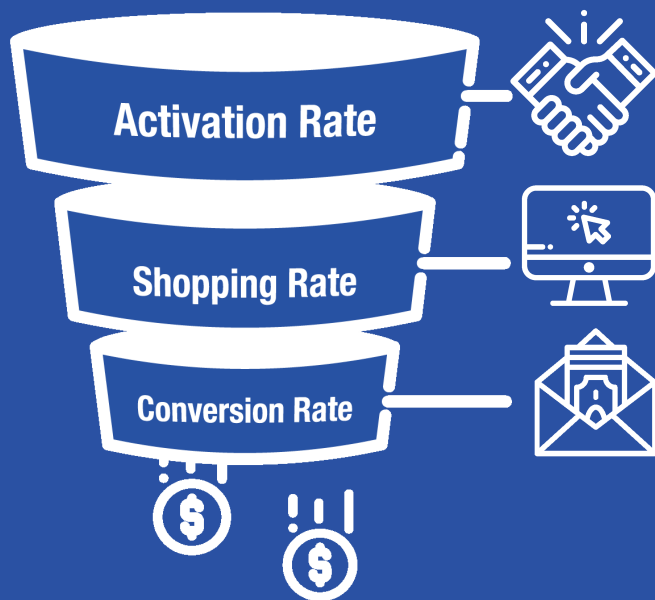 Activation Rate
Shopping Rate
Conversion Rate
$
$